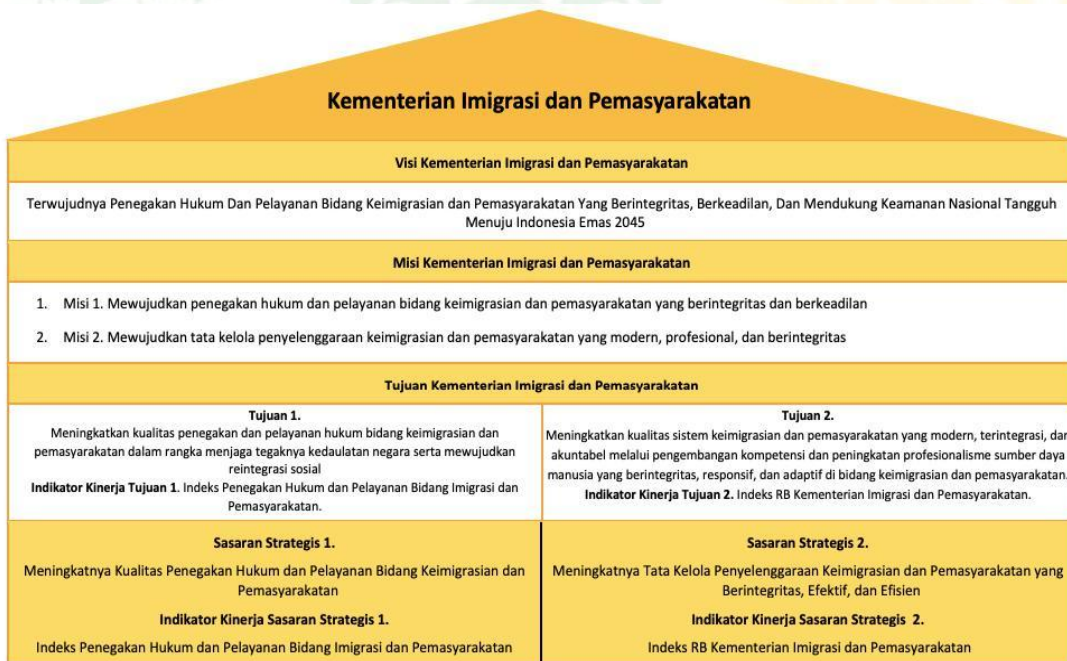 Kementerian Imigrasi dan Pemasyarakatan
Visi Kementerian Imigrasi dan Pemasyarakatan
Terwujudnya Penegakan Hukum Dan Pelayanan Bidang Keimigrasian dan Pemasyarakatan Yang Berintegritas, Berkeadilan, Dan Mendukung Keamanan Nasional Tangguh
Menuju Indonesia Emas 2045
Misi Kementerian Imigrasi dan Pemasyarakatan
1. Misi 1. Mewujudkan penegakan hukum dan pelayanan bidang keimigrasian dan pemasyarakatan yang berintegritas dan berkeadilan
2. Misi 2. Mewujudkan tata kelola penyelenggaraan keimigrasian dan pemasyarakatan yang modern, profesional, dan berintegritas
Tujuan Kementerian Imigrasi dan Pemasyarakatan
Tujuan 1.
Meningkatkan kualitas penegakan dan pelayanan hukum bidang keimigrasian dan
pemasyarakatan dalam rangka menjaga tegaknya kedaulatan negara serta mewujudkan
reintegrasi sosial
Indikator Kinerja Tujuan 1. Indeks Penegakan Hukum dan Pelayanan Bidang Imigrasi dan
Pemasyarakatan.
Tujuan 2.
Meningkatkan kualitas sistem keimigrasian dan pemasyarakatan yang modern, terintegrasi, dan
akuntabel melalui pengembangan kompetensi dan peningkatan profesionalisme sumber daya
manusia yang berintegritas, responsif, dan adaptif di bidang keimigrasian dan pemasyarakatan.
Indikator Kinerja Tujuan 2. Indeks RB Kementerian Imigrasi dan Pemasyarakatan.
Sasaran Strategis 1.
Meningkatnya Kualitas Penegakan Hukum dan Pelayanan Bidang Keimigrasian dan
Pemasyarakatan
Indikator Kinerja Sasaran Strategis 1.
Indeks Penegakan Hukum dan Pelayanan Bidang Imigrasi dan Pemasyarakatan
Sasaran Strategis 2.
Meningkatnya Tata Kelola Penyelenggaraan Keimigrasian dan Pemasyarakatan yang
Berintegritas, Efektif, dan Efisien
Indikator Kinerja Sasaran Strategis 2.
Indeks RB Kementerian Imigrasi dan Pemasyarakatan